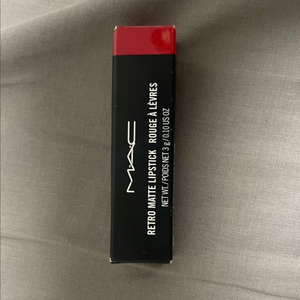 MAC
RETRO MATTE LIPSTICK ROUGE À LÈVRES
NET WT/POIDS NET 3 g/0.10 US OZ